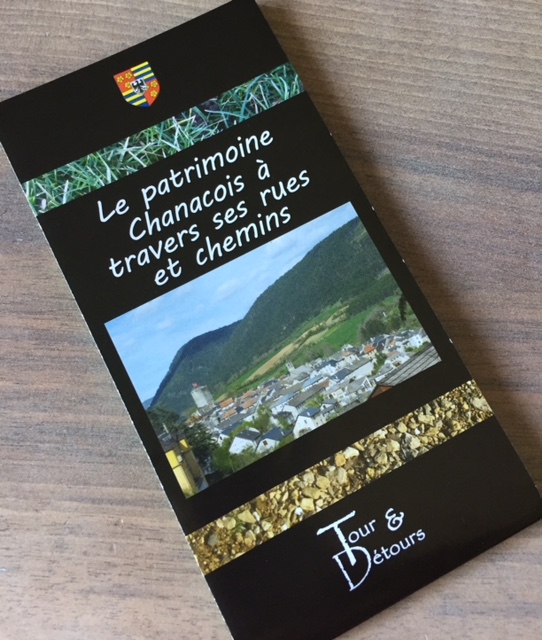 Le patrimoine
Chanacois à
travers ses rues
et chemins
Tour &
Détours